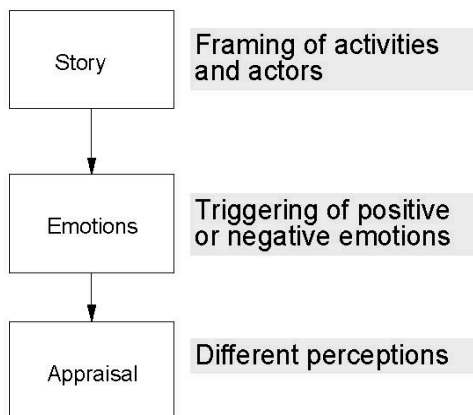 Story
Framing of activities
and actors
Emotions
Triggering of positive
or negative emotions
Appraisal
Different perceptions